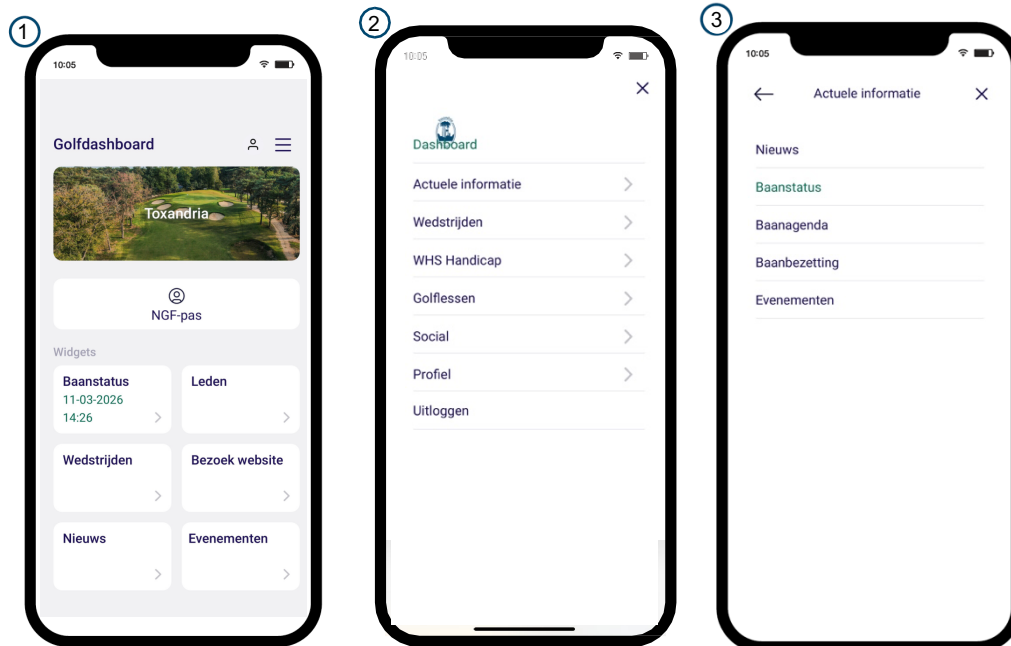 1
10:05
Golfdashboard
Toxandria
NGF-pas
Widgets
Baanstatus
11-03-2026
14:26
Leden
Wedstrijden
Bezoek website
Nieuws
Evenementen
2
10:05
Dashboard
Actuele informatie
Wedstrijden
WHS Handicap
Golflessen
Social
Profiel
Uitloggen
3
10:05
Actuele informatie
Nieuws
Baanstatus
Baanagenda
Baanbezetting
Evenementen